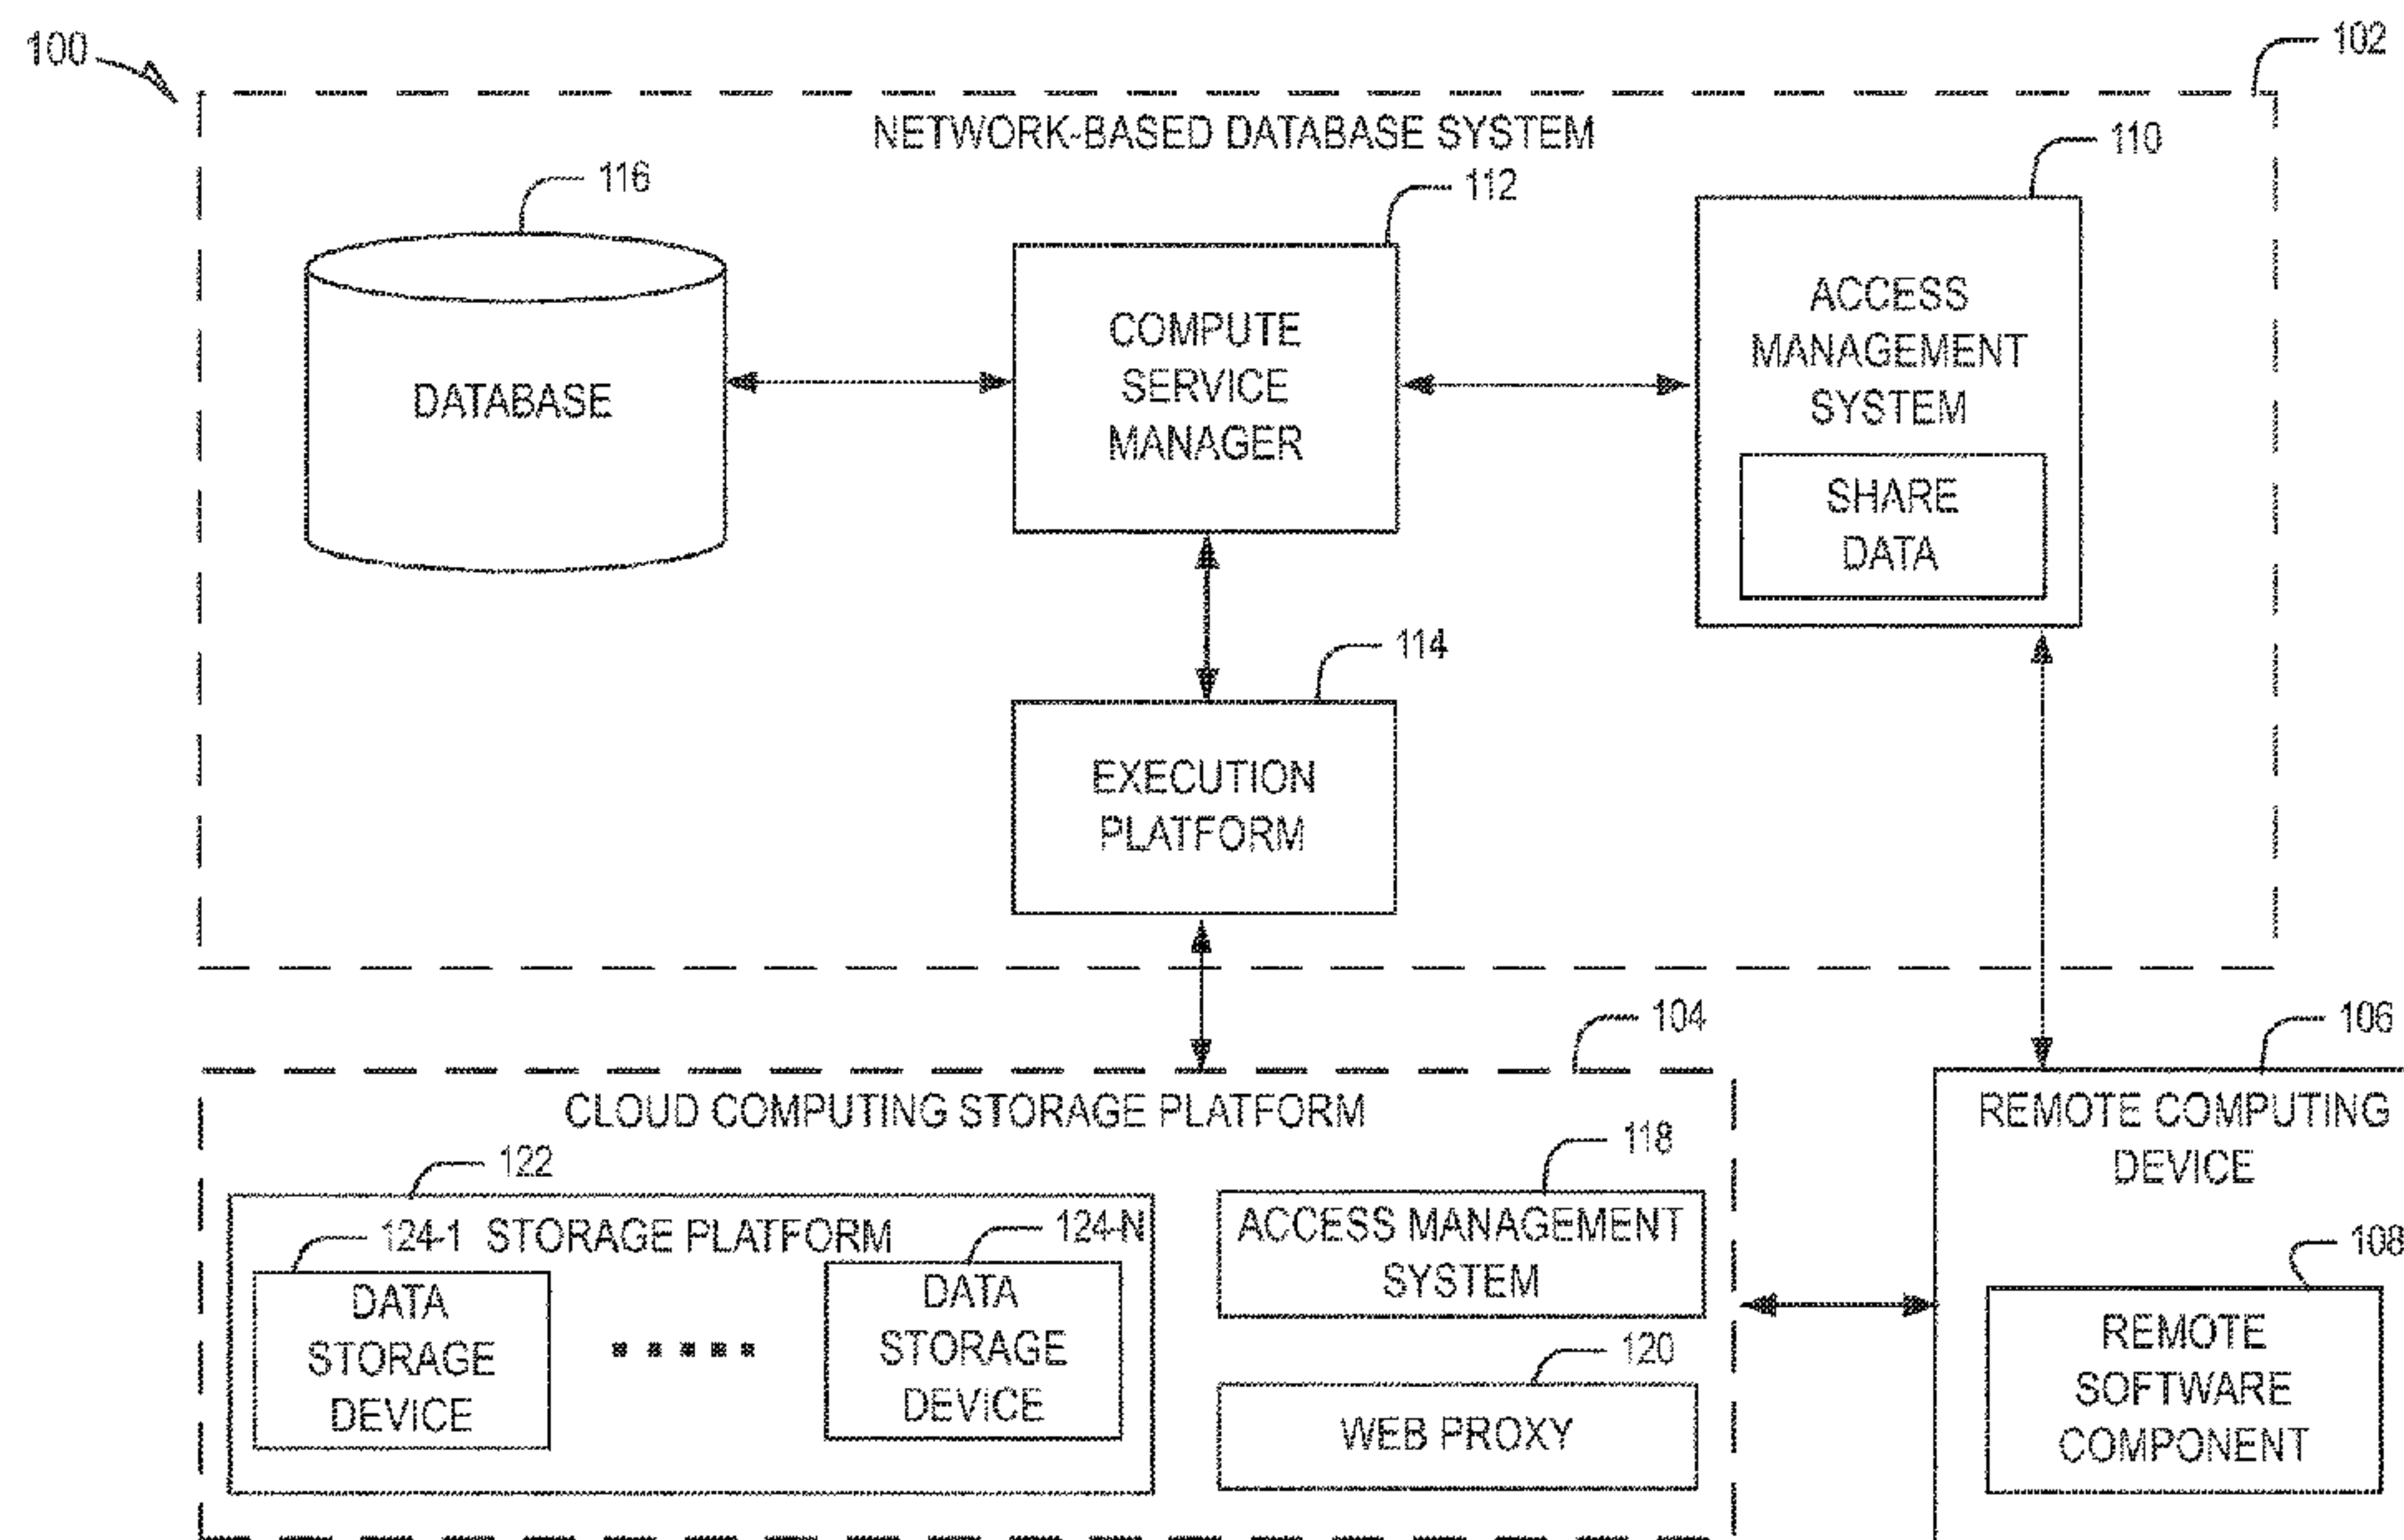 100
102
NETWORK-BASED DATABASE SYSTEM
110
116
112
ACCESS
MANAGEMENT
SYSTEM
COMPUTE
SERVICE
MANAGER
DATABASE
SHARE
DATA
114
EXECUTION
PLATFORM
104
106
CLOUD COMPUTING STORAGE PLATFORM
REMOTE COMPUTING
DEVICE
122
118
124-1 STORAGE PLATFORM 124-N
ACCESS MANAGEMENT
SYSTEM
108
DATA
STORAGE
DEVICE
DATA
STORAGE
DEVICE
120
WEB PROXY
REMOTE
SOFTWARE
COMPONENT